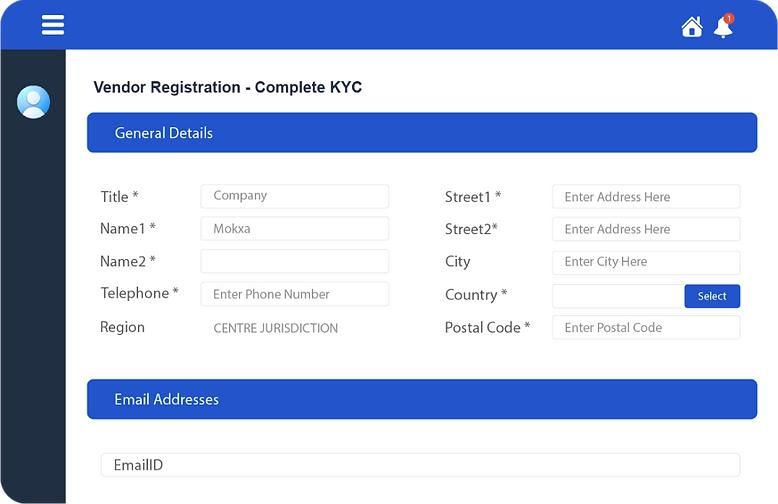 1
Vendor Registration - Complete KYC
General Details
Title * Company
Name1 * Mokxa
Name2 *
Telephone * Enter Phone Number
Region CENTRE JURISDICTION
Street1 * Enter Address Here
Street2* Enter Address Here
City Enter City Here
Country * Select
Postal Code * Enter Postal Code
Email Addresses
EmailID